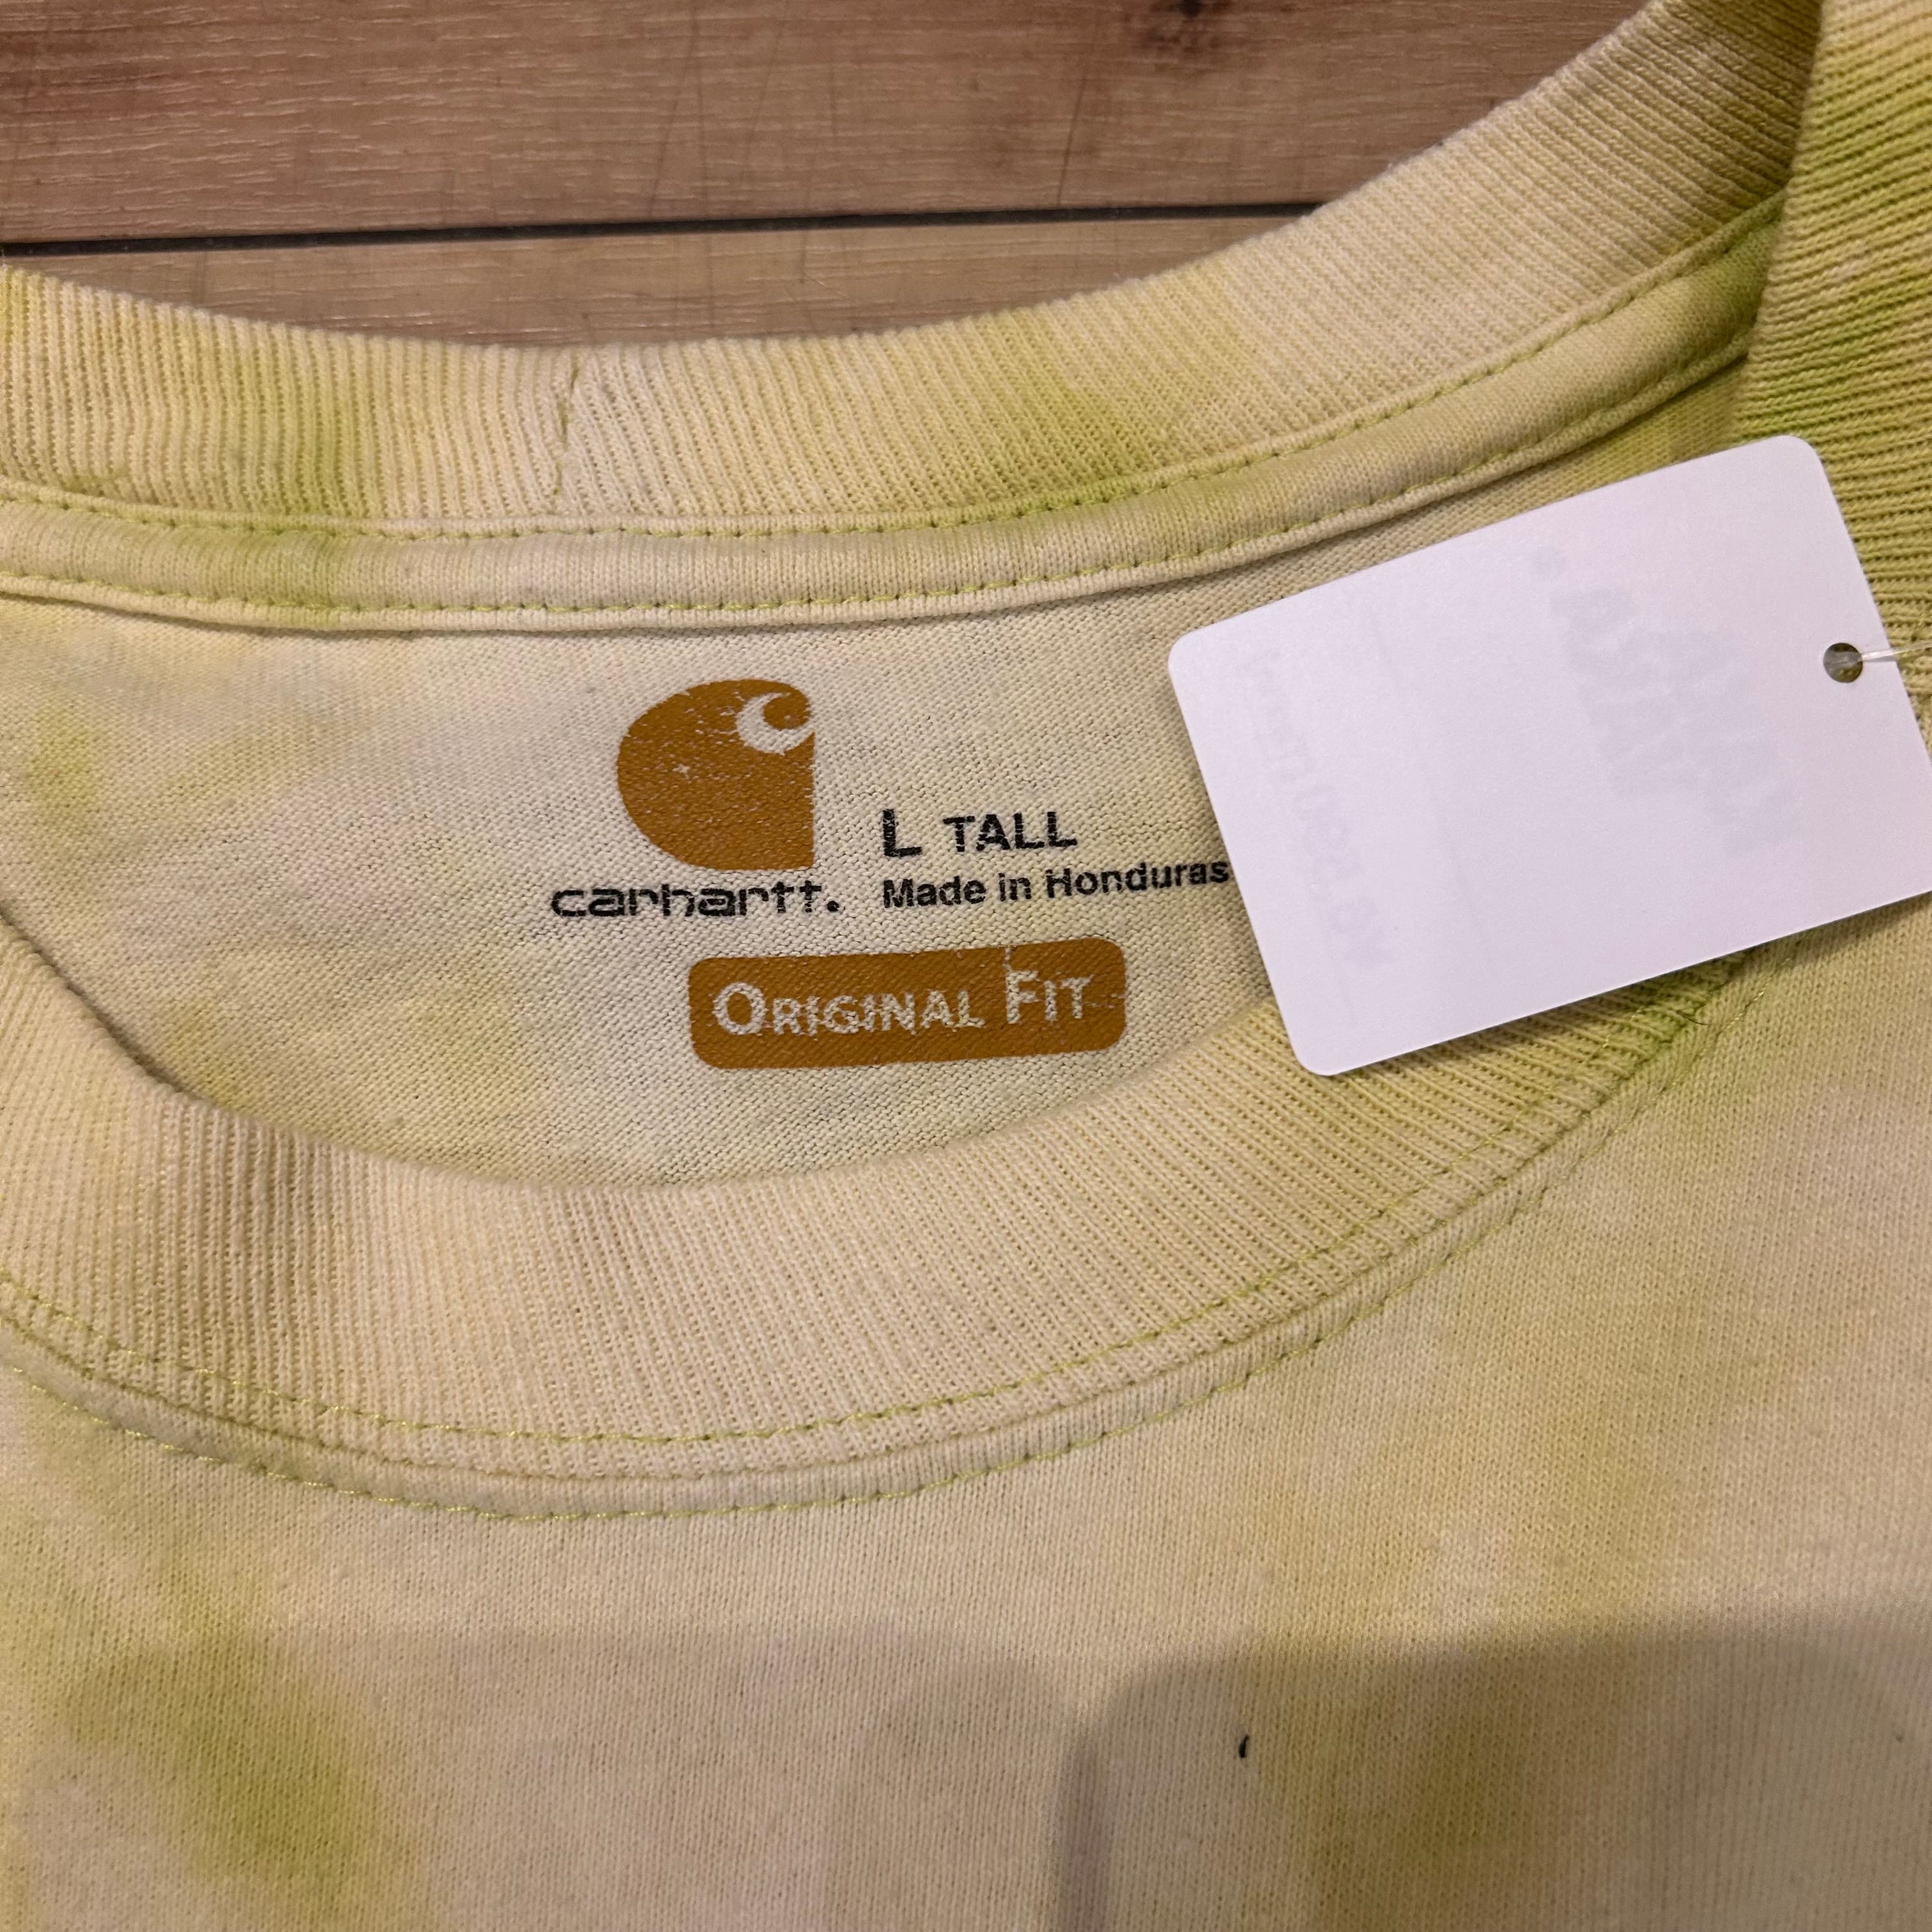 L TALL
carhartt.
Made in Honduras
ORIGINAL FIT